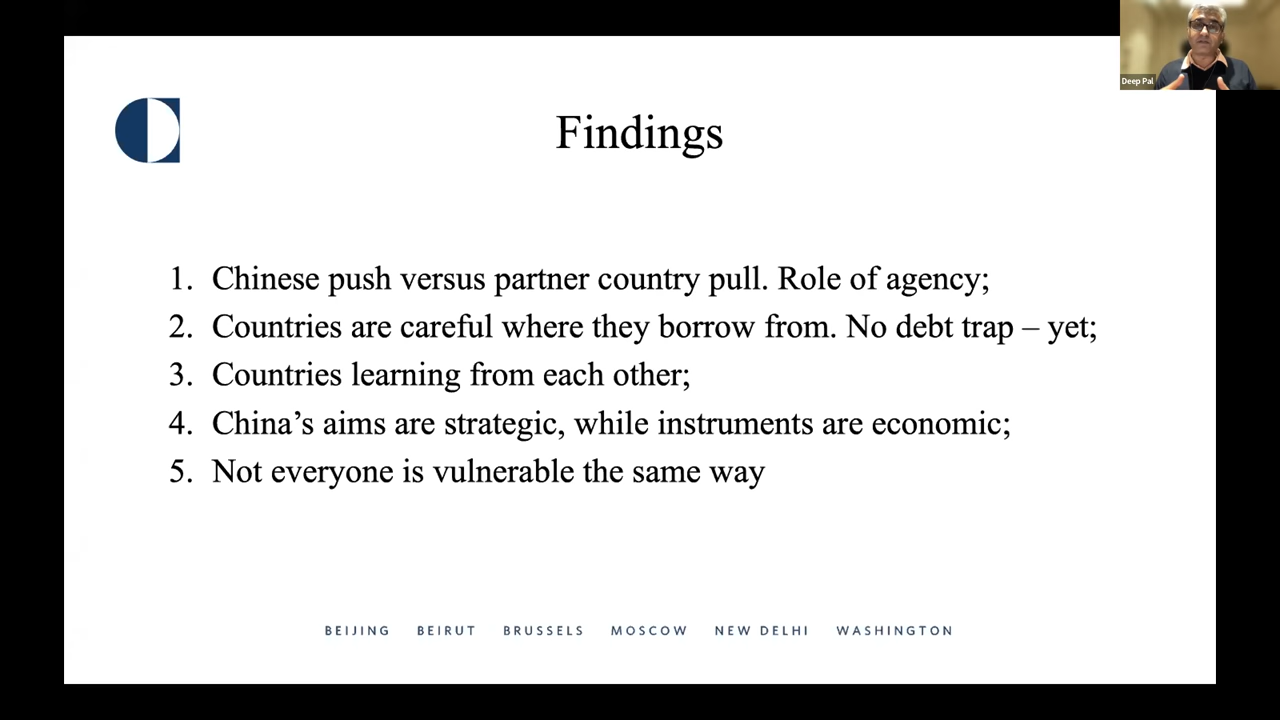 Deep Pal
Findings
1. Chinese push versus partner country pull. Role of agency;
2. Countries are careful where they borrow from. No debt trap – yet;
3. Countries learning from each other;
4. China’s aims are strategic, while instruments are economic;
5. Not everyone is vulnerable the same way
BEIJING BEIRUT BRUSSELS MOSCOW NEW DELHI WASHINGTON